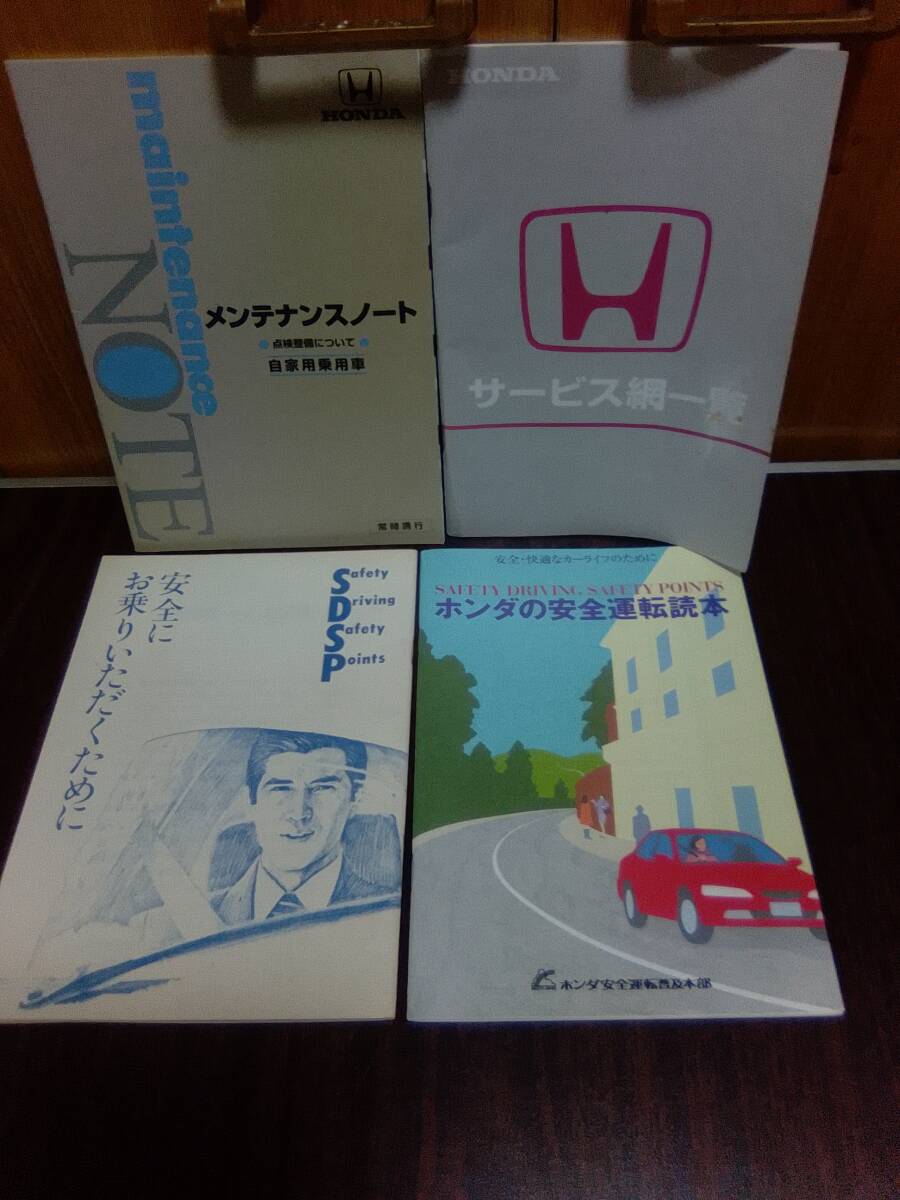 maintenance
NOTE
HONDA
メンテナンスノート
点検整備について
自家用乗用車
常時携行
HONDA
サービス網一覧
安全に
お乗りいただくために
Safety
Driving
Safety
Points
安全・快適なカーライフのために
SAFETY DRIVING SAFETY POINTS
ホンダの安全運転読本
ホンダ安全運転普及本部